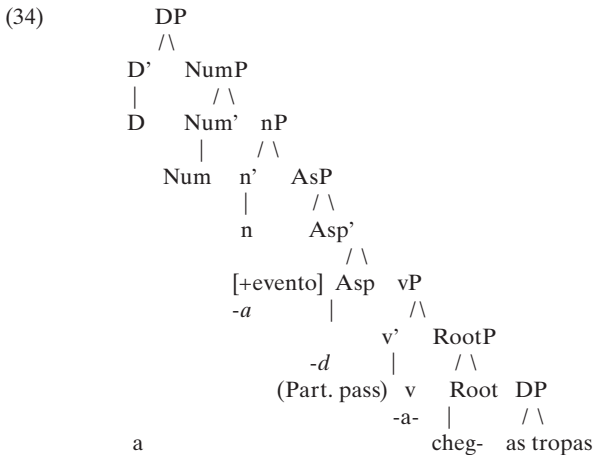 (34) DP
/\
D’ NumP
| / \
D Num’ nP
| / \
Num n’ AsP
| / \
n Asp’
/ \
[+evento] Asp vP
-a | /\
v’ RootP
-d | / \
(Part. pass) v Root DP
-a- | / \
a cheg- as tropas